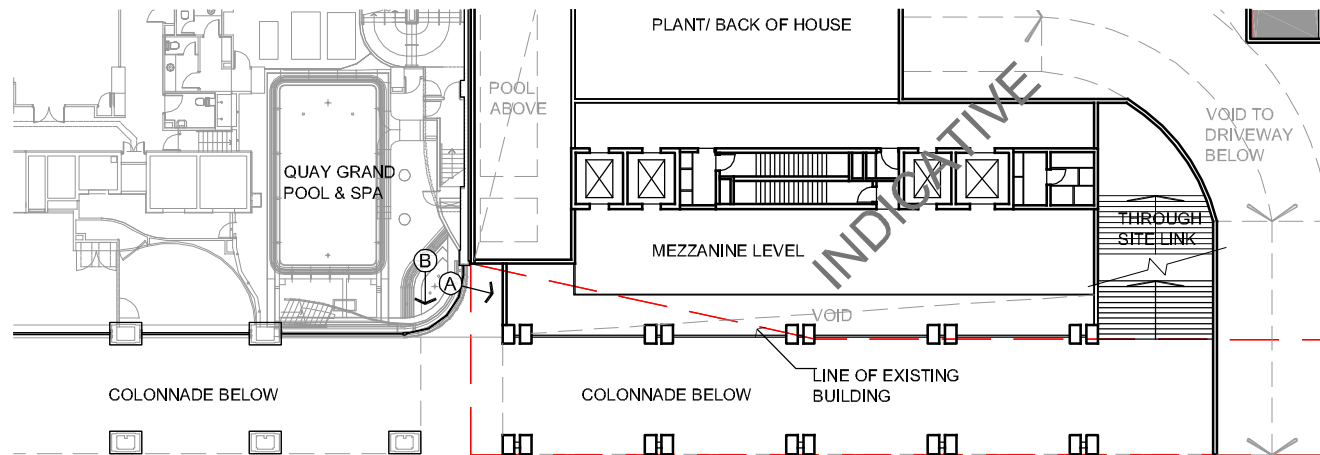 PLANT/ BACK OF HOUSE
POOL
ABOVE
INDICATIVE
VOID TO
DRIVEWAY
BELOW
QUAY GRAND
POOL & SPA
THROUGH
SITE LINK
MEZZANINE LEVEL
B
A
VOID
LINE OF EXISTING
BUILDING
COLONNADE BELOW
COLONNADE BELOW